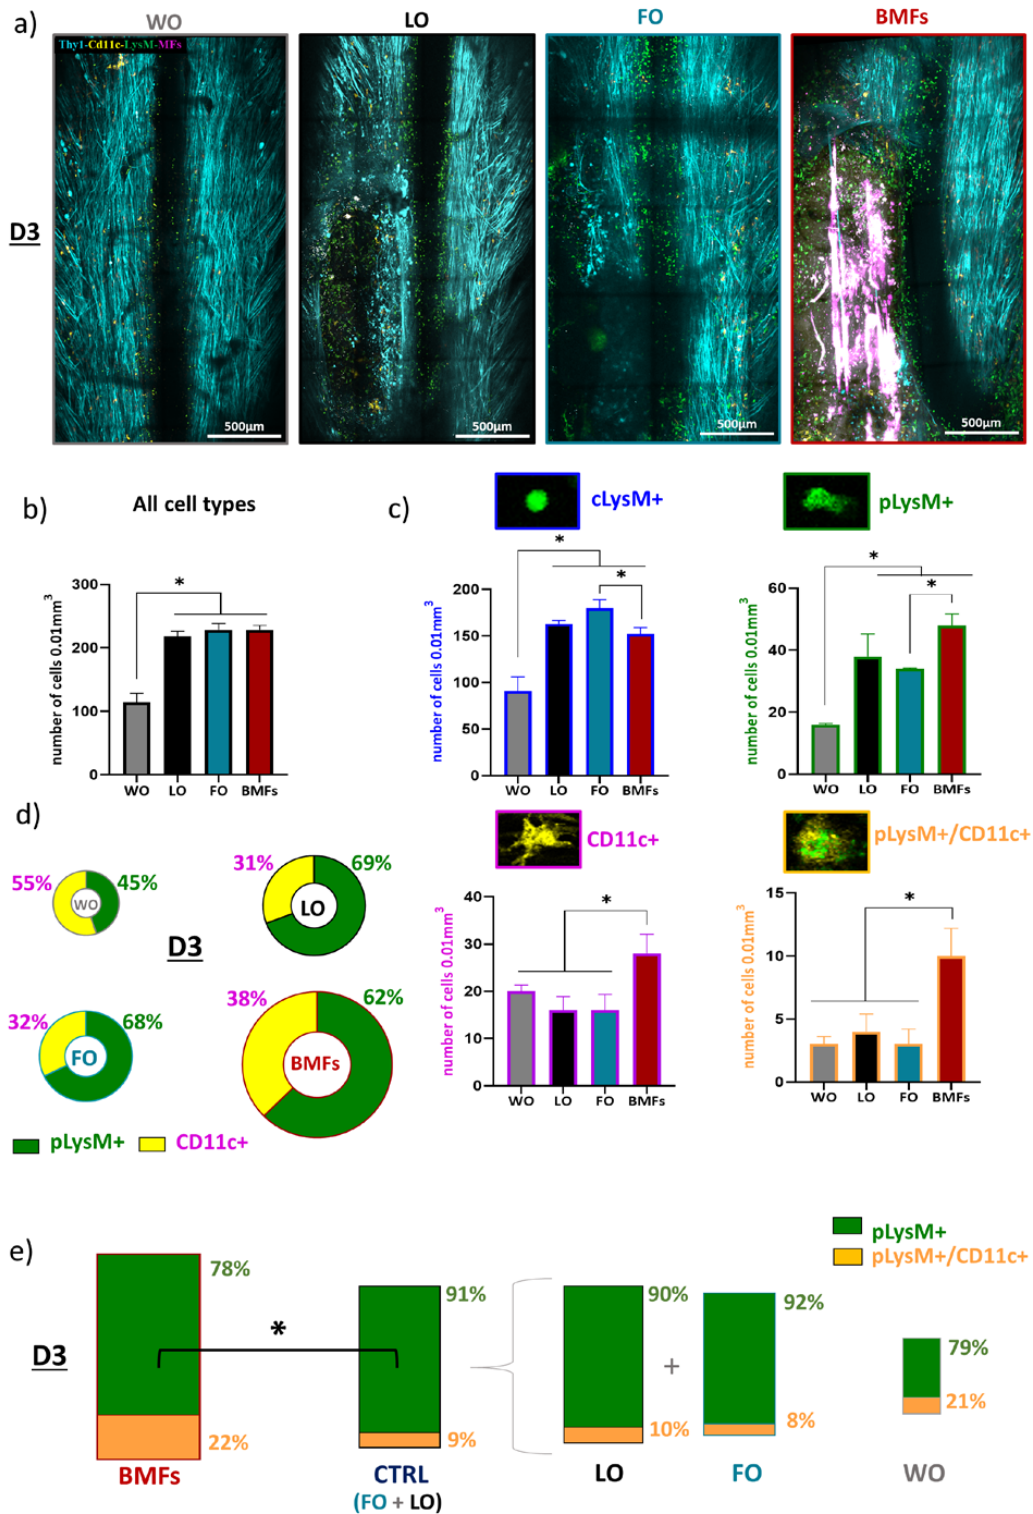 a)
WO
LO
FO
BMFs
Thy1-Cd11c-LysM-MFs
D3
500µm
500µm
500µm
500µm
b)
All cell types
number of cells 0.01mm3
300
200
100
0
*
WO
LO
FO
BMFs
c)
cLysM+
number of cells 0.01mm3
200
150
100
50
0
*
*
WO
LO
FO
BMFs
pLysM+
number of cells 0.01mm3
60
40
20
0
*
*
WO
LO
FO
BMFs
CD11c+
number of cells 0.01mm3
40
30
20
10
0
*
WO
LO
FO
BMFs
pLysM+/CD11c+
number of cells 0.01mm3
15
10
5
0
*
WO
LO
FO
BMFs
d)
55%
45%
WO
31%
69%
LO
D3
32%
68%
FO
38%
62%
BMFs
pLysM+
CD11c+
e)
pLysM+
pLysM+/CD11c+
D3
78%
22%
BMFs
*
91%
9%
CTRL
(FO + LO)
90%
10%
LO
+
92%
8%
FO
79%
21%
WO